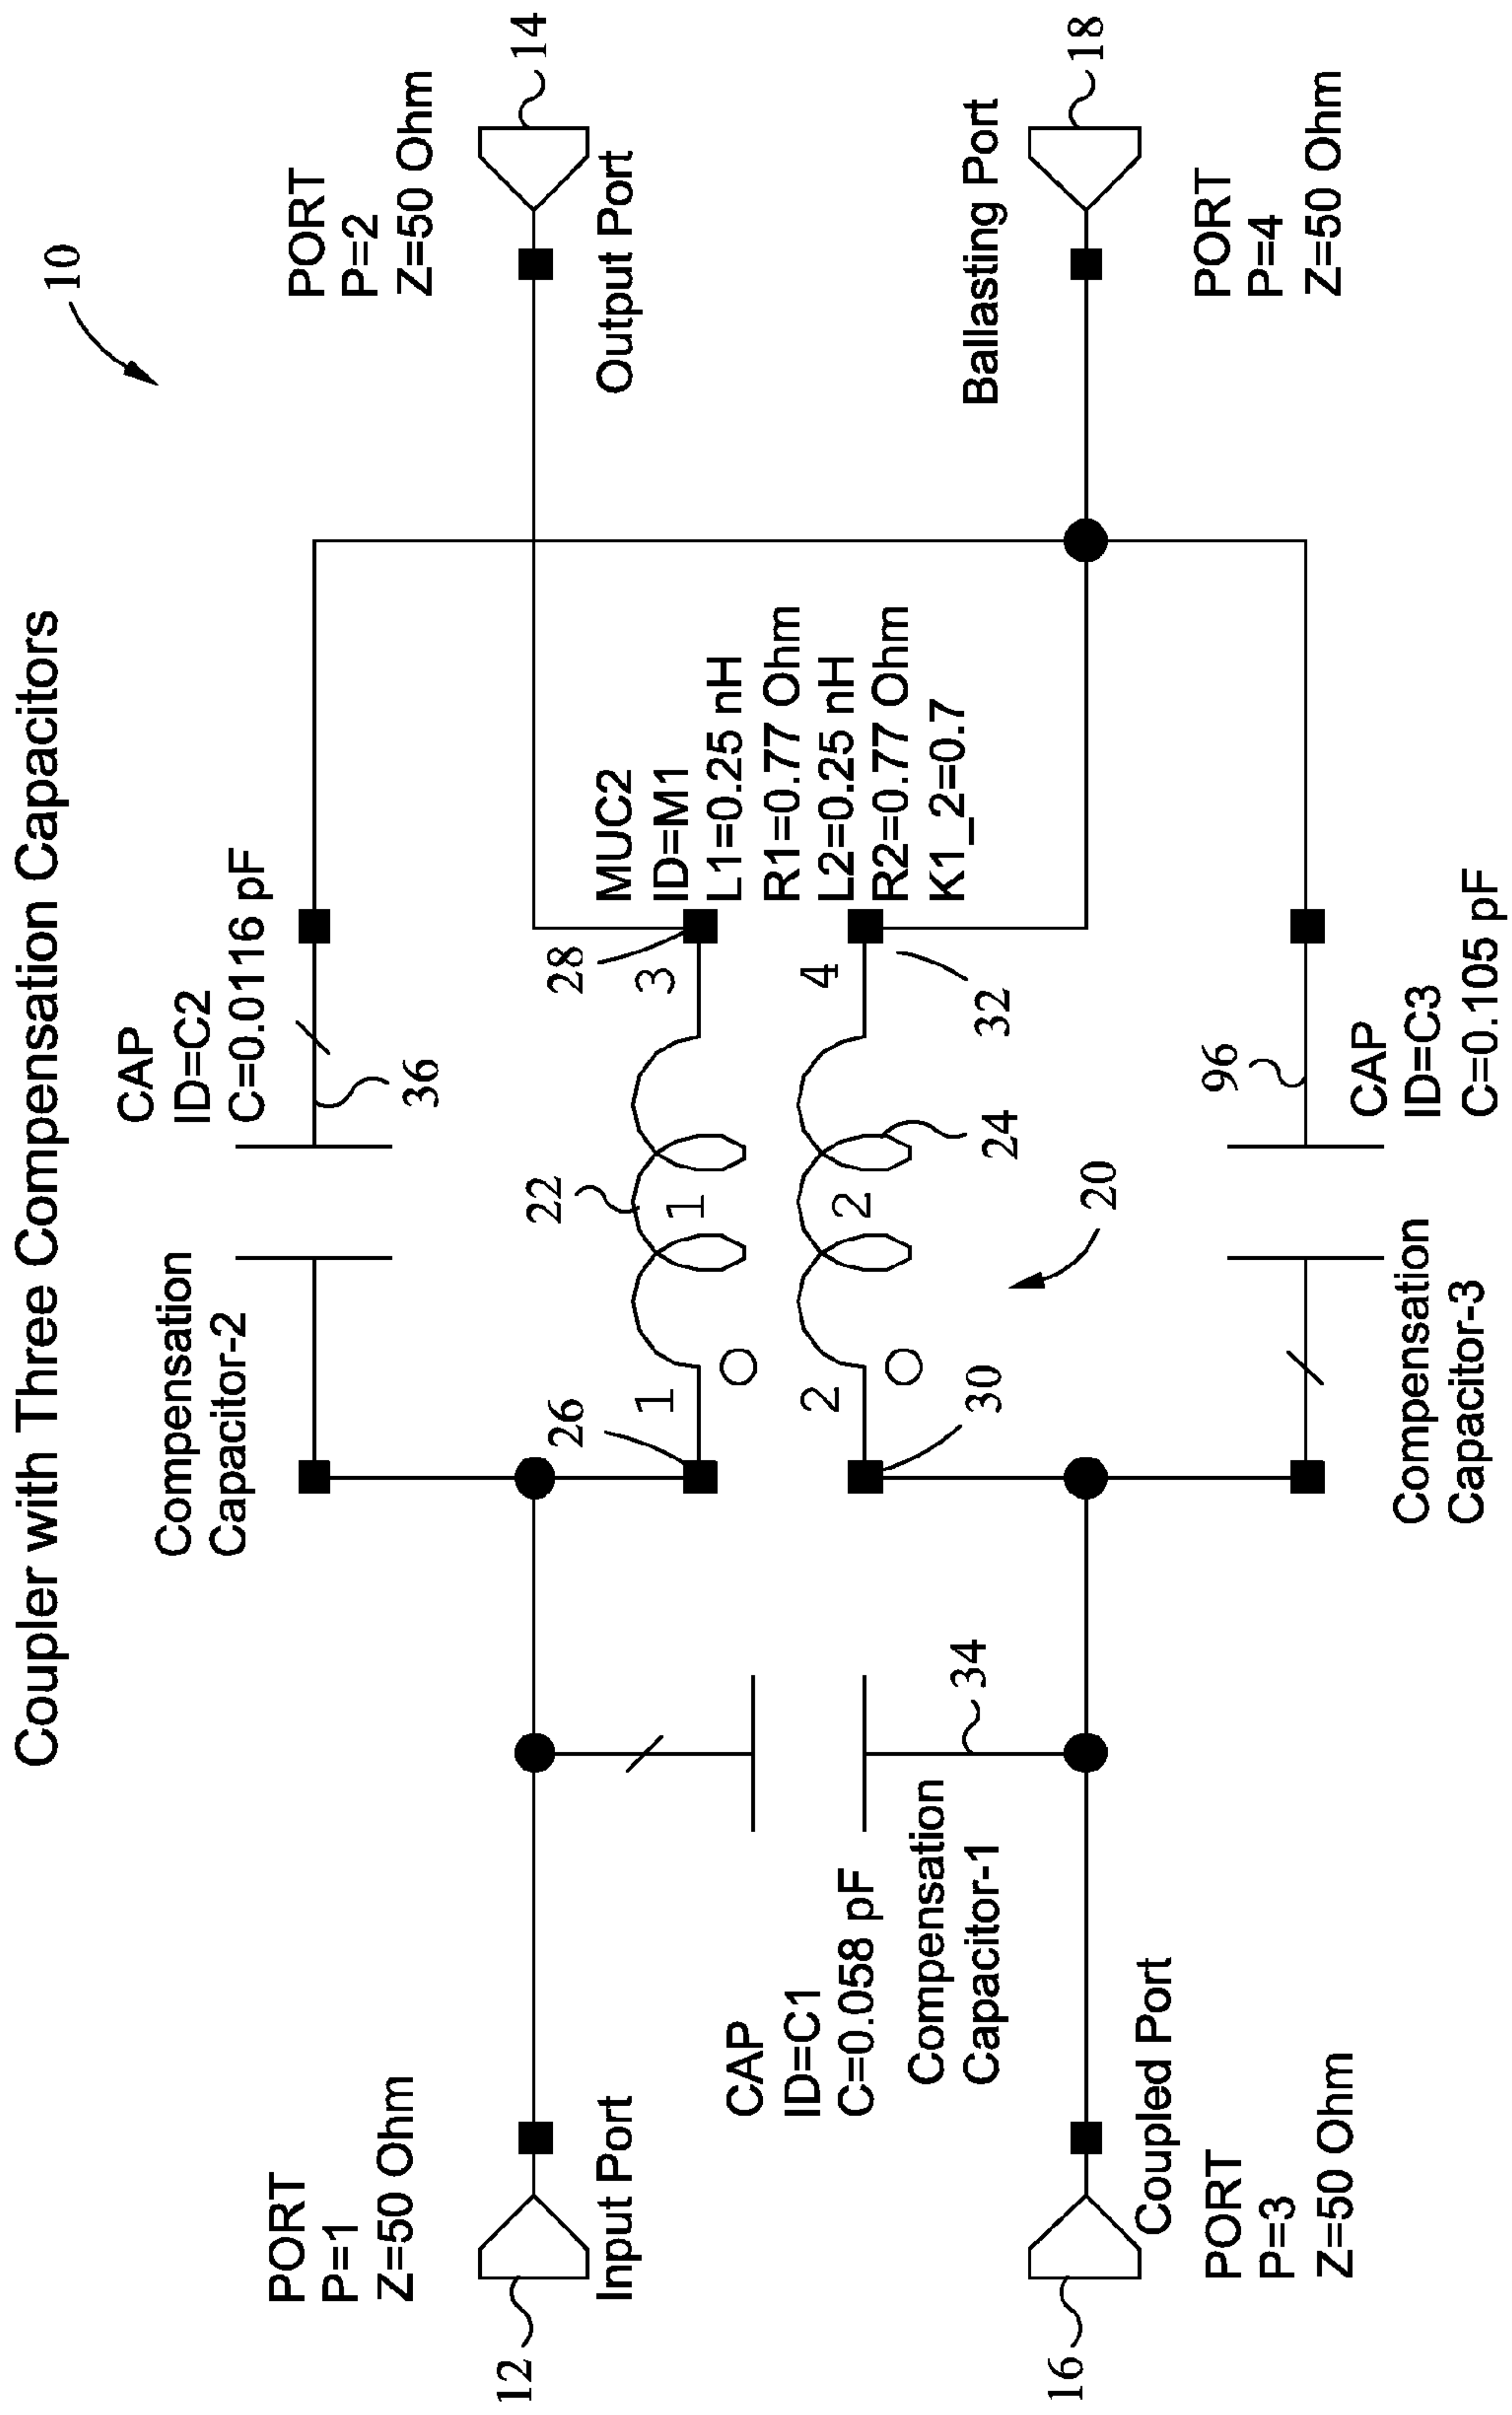 Coupler with Three Compensation Capacitors
10
Compensation
Capacitor-2
CAP
ID=C2
C=0.0116 pF
36
PORT
P=1
Z=50 Ohm
12
Input Port
PORT
P=2
Z=50 Ohm
14
Output Port
26
1
22
1
28
3
MUC2
ID=M1
L1=0.25 nH
R1=0.77 Ohm
L2=0.25 nH
R2=0.77 Ohm
K1_2=0.7
2
30
2
24
4
32
20
CAP
ID=C1
C=0.058 pF
Compensation
Capacitor-1
34
16
Coupled Port
PORT
P=3
Z=50 Ohm
Ballasting Port
18
PORT
P=4
Z=50 Ohm
96
Compensation
Capacitor-3
CAP
ID=C3
C=0.105 pF